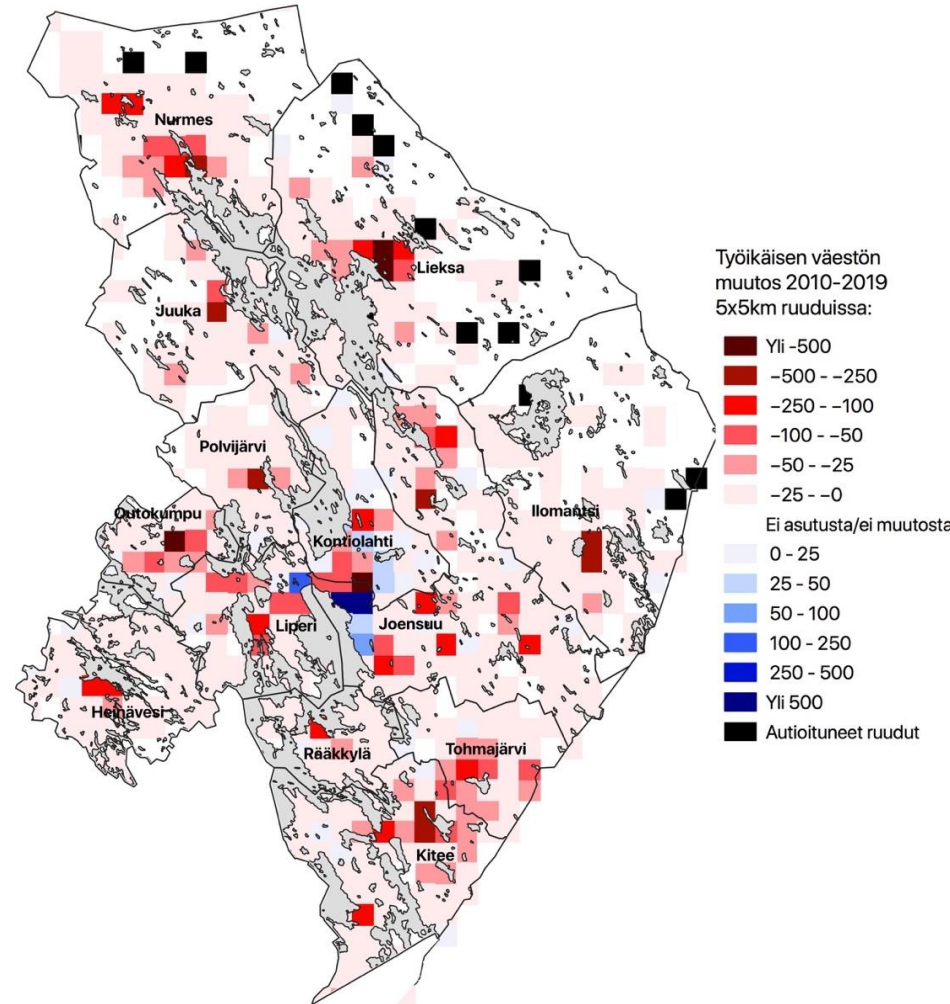 Nurmes
Lieksa
Juuka
Polvijärvi
Outokumpu
Ilomantsi
Kontiolahti
Liperi
Joensuu
Heinävesi
Rääkkylä
Tohmajärvi
Kitee
Työikäisen väestön
muutos 2010-2019
5x5km ruuduissa:
Yli -500
−500 - −250
−250 - −100
−100 - −50
−50 - −25
−25 - −0
Ei asutusta/ei muutosta
0 - 25
25 - 50
50 - 100
100 - 250
250 - 500
Yli 500
Autioituneet ruudut